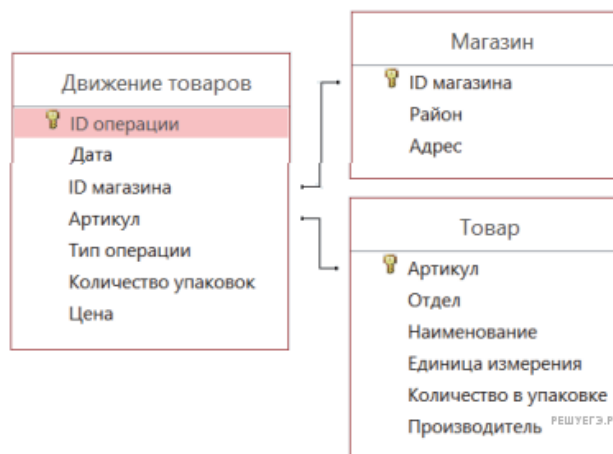 Движение товаров
ID операции
Дата
ID магазина
Артикул
Тип операции
Количество упаковок
Цена
Магазин
ID магазина
Район
Адрес
Товар
Артикул
Отдел
Наименование
Единица измерения
Количество в упаковке
Производитель
РЕШУЕГЭ.Р